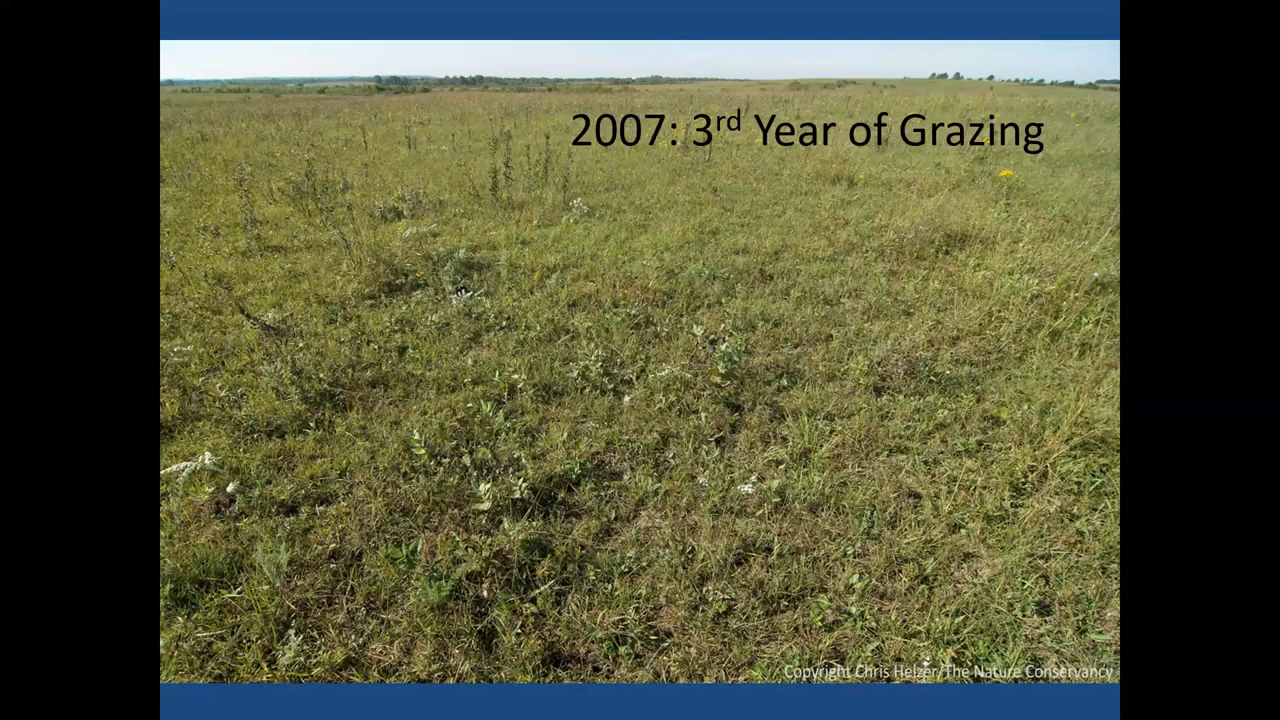 2007: 3rd Year of Grazing
Copyright Chris Helzer/The Nature Conservancy